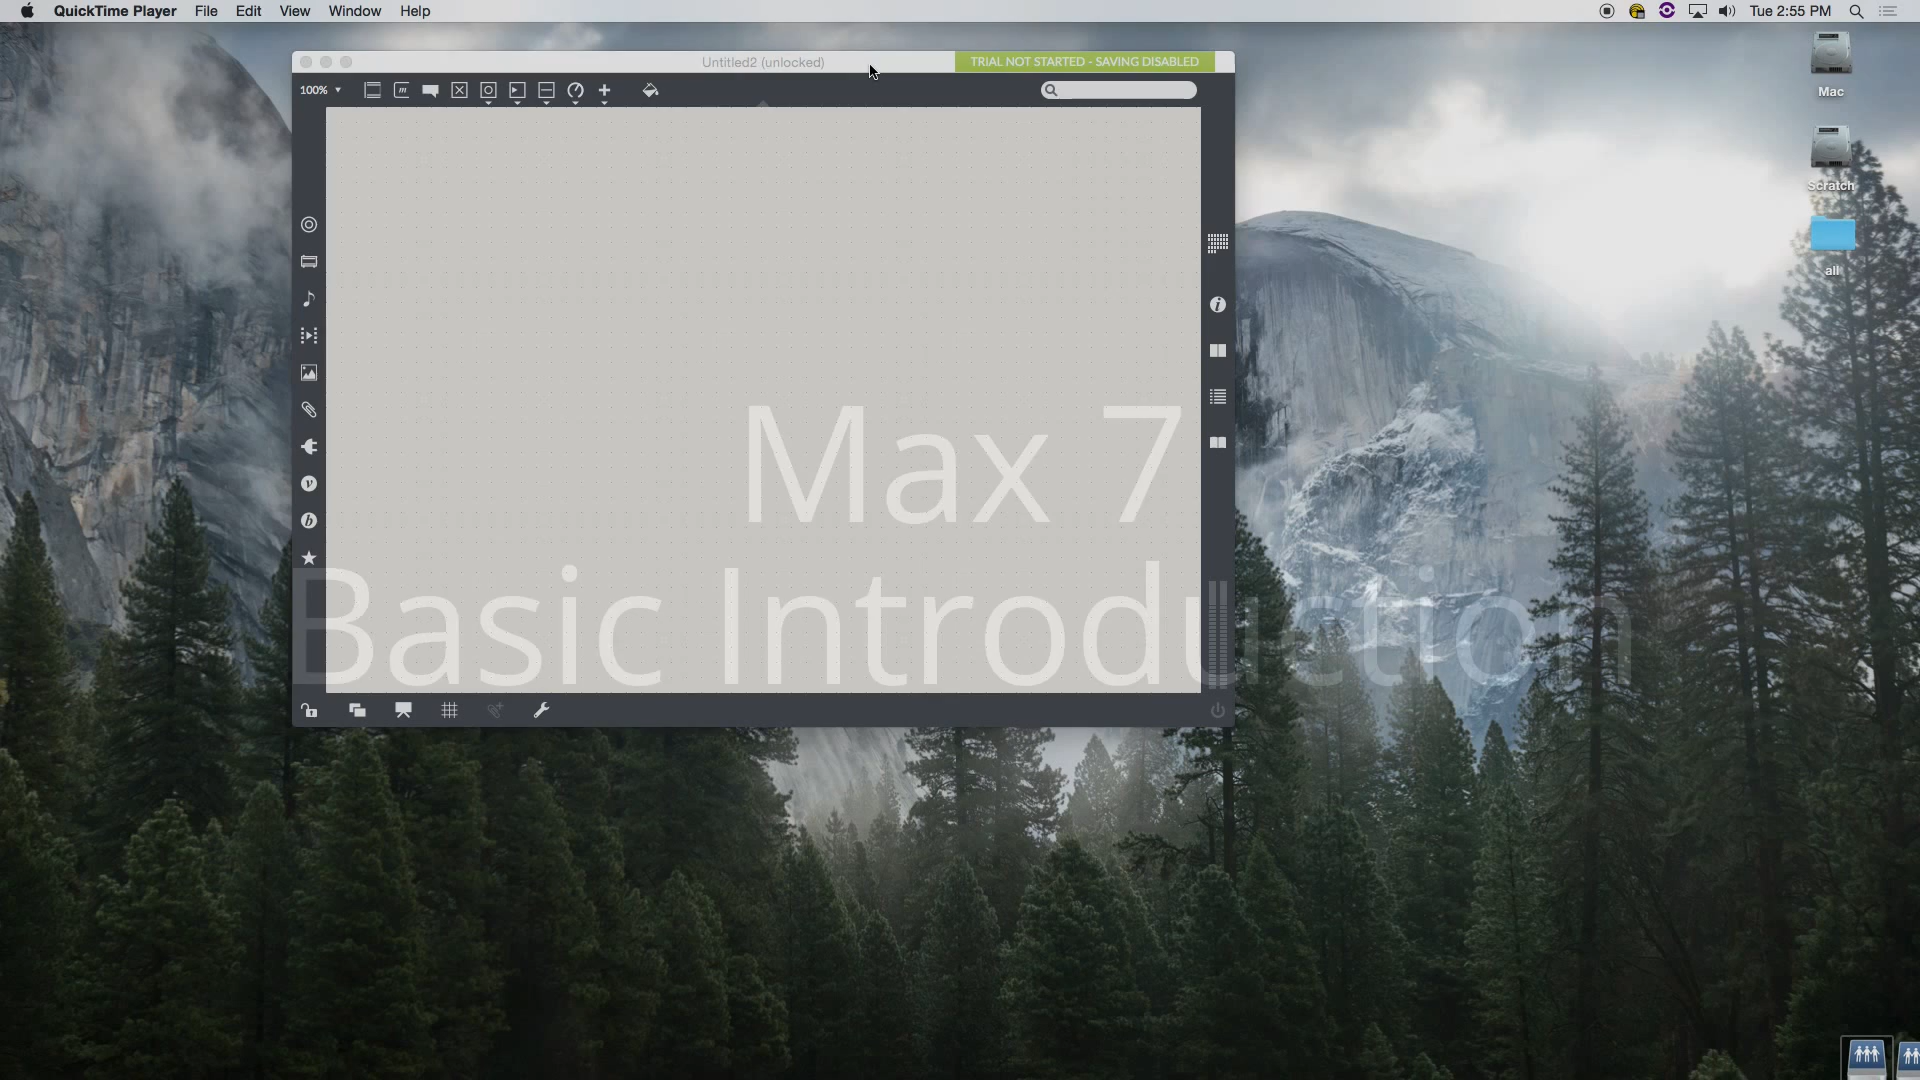 QuickTime Player File Edit View Window Help Tue 2:55 PM
Untitled2 (unlocked) TRIAL NOT STARTED - SAVING DISABLED
100%
Mac
Scratch
all
Max 7
Basic Introduction